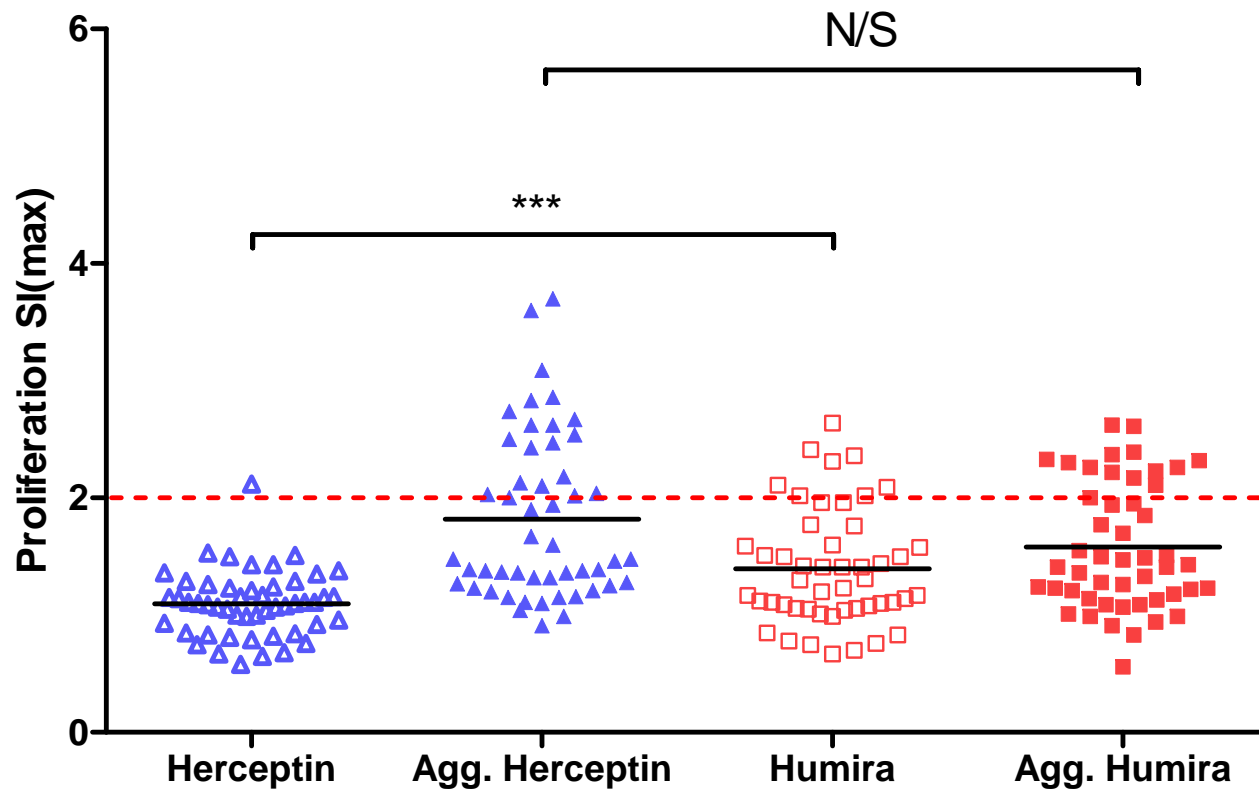 6
N/S
***
4
Proliferation SI(max)
2
0
Herceptin Agg. Herceptin Humira Agg. Humira